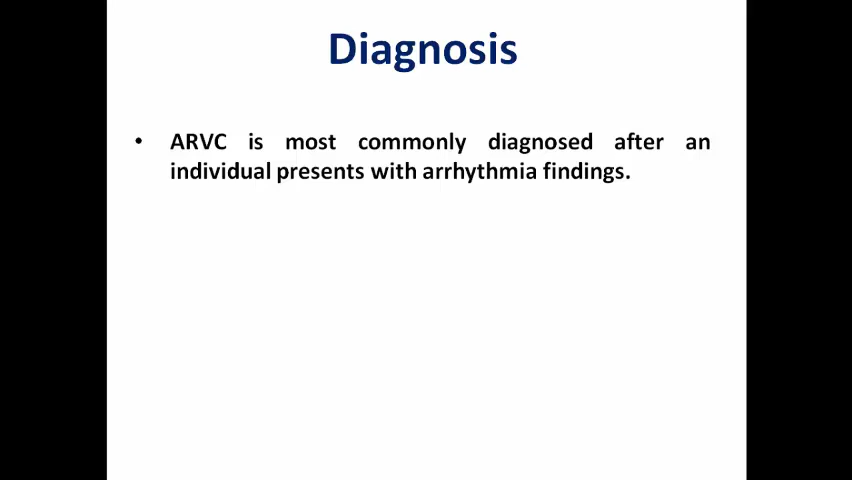 Diagnosis
• ARVC is most commonly diagnosed after an
individual presents with arrhythmia findings.